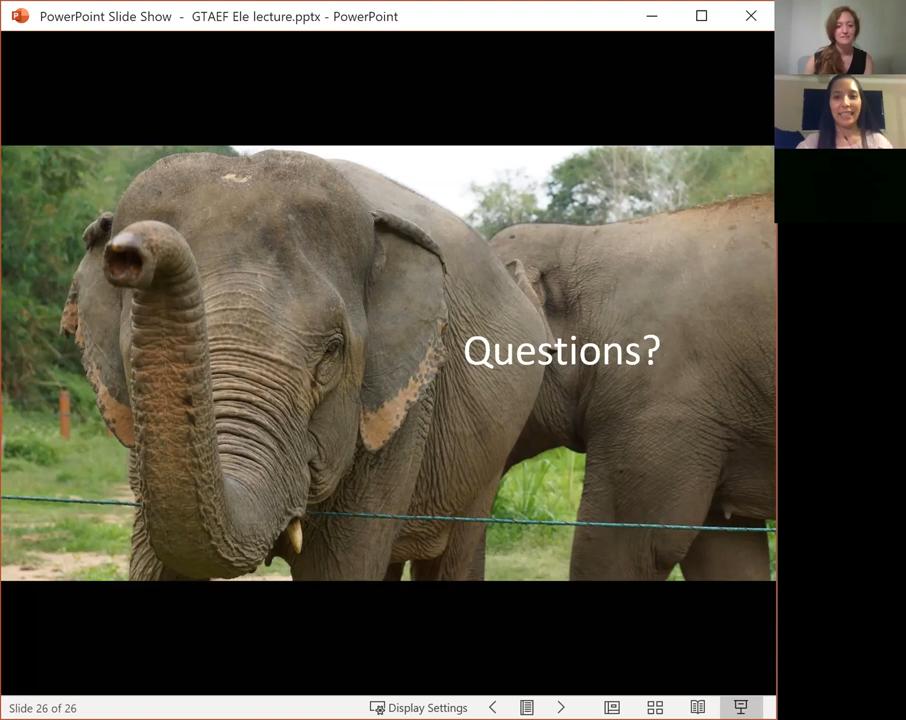 PowerPoint Slide Show - GTAEF Ele lecture.pptx - PowerPoint
Questions?
Slide 26 of 26
Display Settings